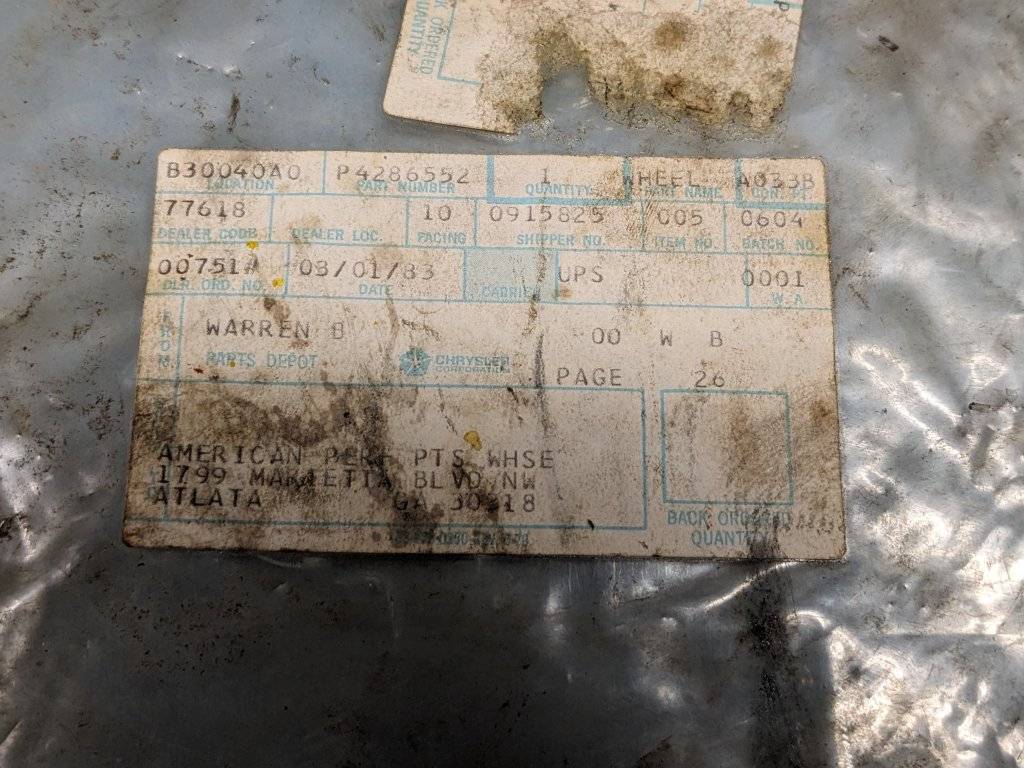 QUANTITY
ORDERED
B30040A0 P4286552 1 WHEEL A033B
LOCATION PART NUMBER QUANTITY PART NAME
77618 10 0915825 005 0604
DEALER CODE DEALER LOC. PACING SHIPPER NO. ITEM NO. BATCH NO.
00751A 03/01/83 UPS 0001
DLR. ORD. NO. DATE CARRIER W.A.
FROM
WARREN B 00 W B
PARTS DEPOT CHRYSLER
CORPORATION
PAGE 26
AMERICAN PERF PTS WHSE
1799 MARIETTA BLVD NW
ATLATA GA 30318
BACK ORDERED
QUANTITY